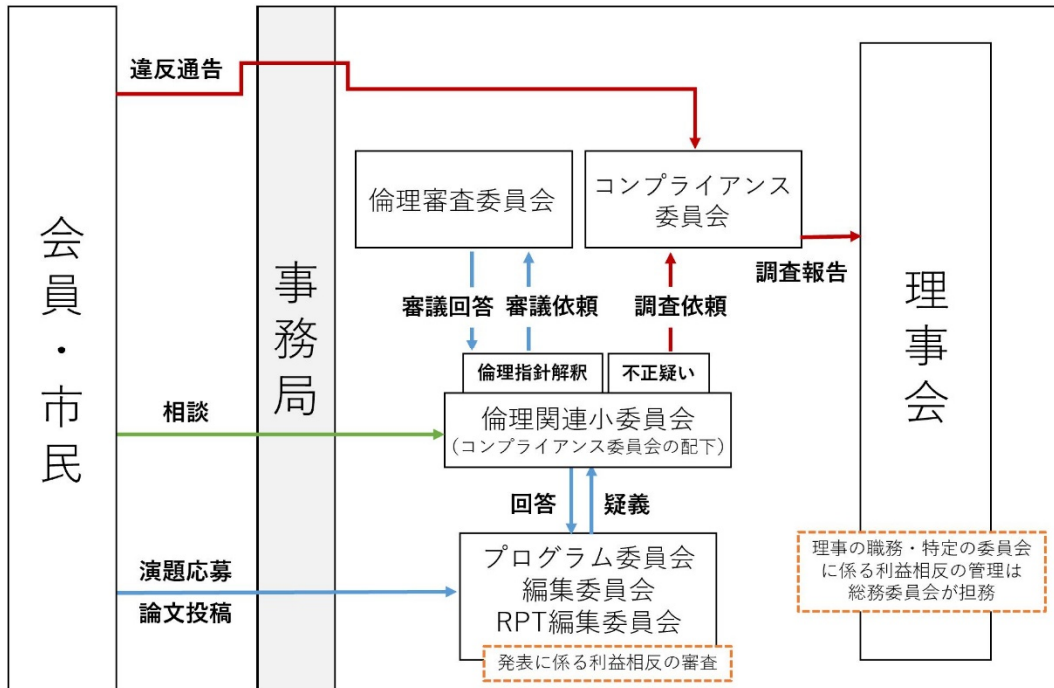 会員・市民
事務局
違反通告
倫理審査委員会
コンプライアンス
委員会
調査報告
理事会
審議回答
審議依頼
調査依頼
倫理指針解釈
不正疑い
相談
倫理関連小委員会
(コンプライアンス委員会の配下)
回答
疑義
演題応募
論文投稿
プログラム委員会
編集委員会
RPT編集委員会
発表に係る利益相反の審査
理事の職務・特定の委員会
に係る利益相反の管理は
総務委員会が担務